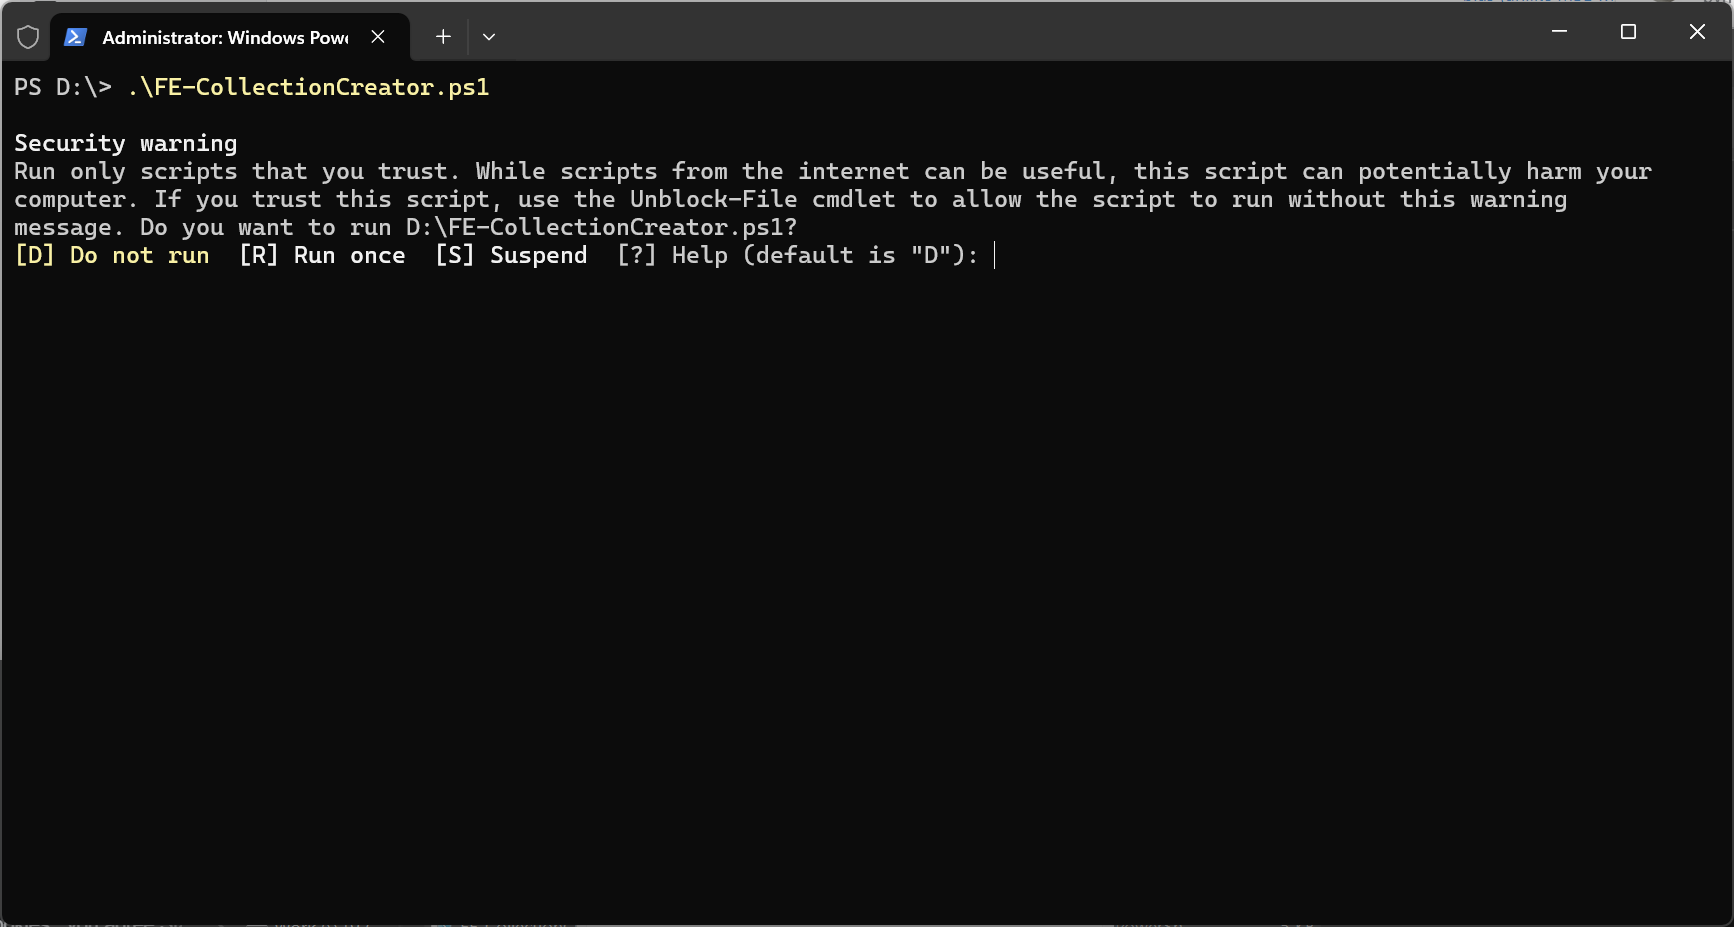 Administrator: Windows Pow
PS D:\> .\FE-CollectionCreator.ps1
Security warning
Run only scripts that you trust. While scripts from the internet can be useful, this script can potentially harm your
computer. If you trust this script, use the Unblock-File cmdlet to allow the script to run without this warning
message. Do you want to run D:\FE-CollectionCreator.ps1?
[D] Do not run  [R] Run once  [S] Suspend  [?] Help (default is "D"):